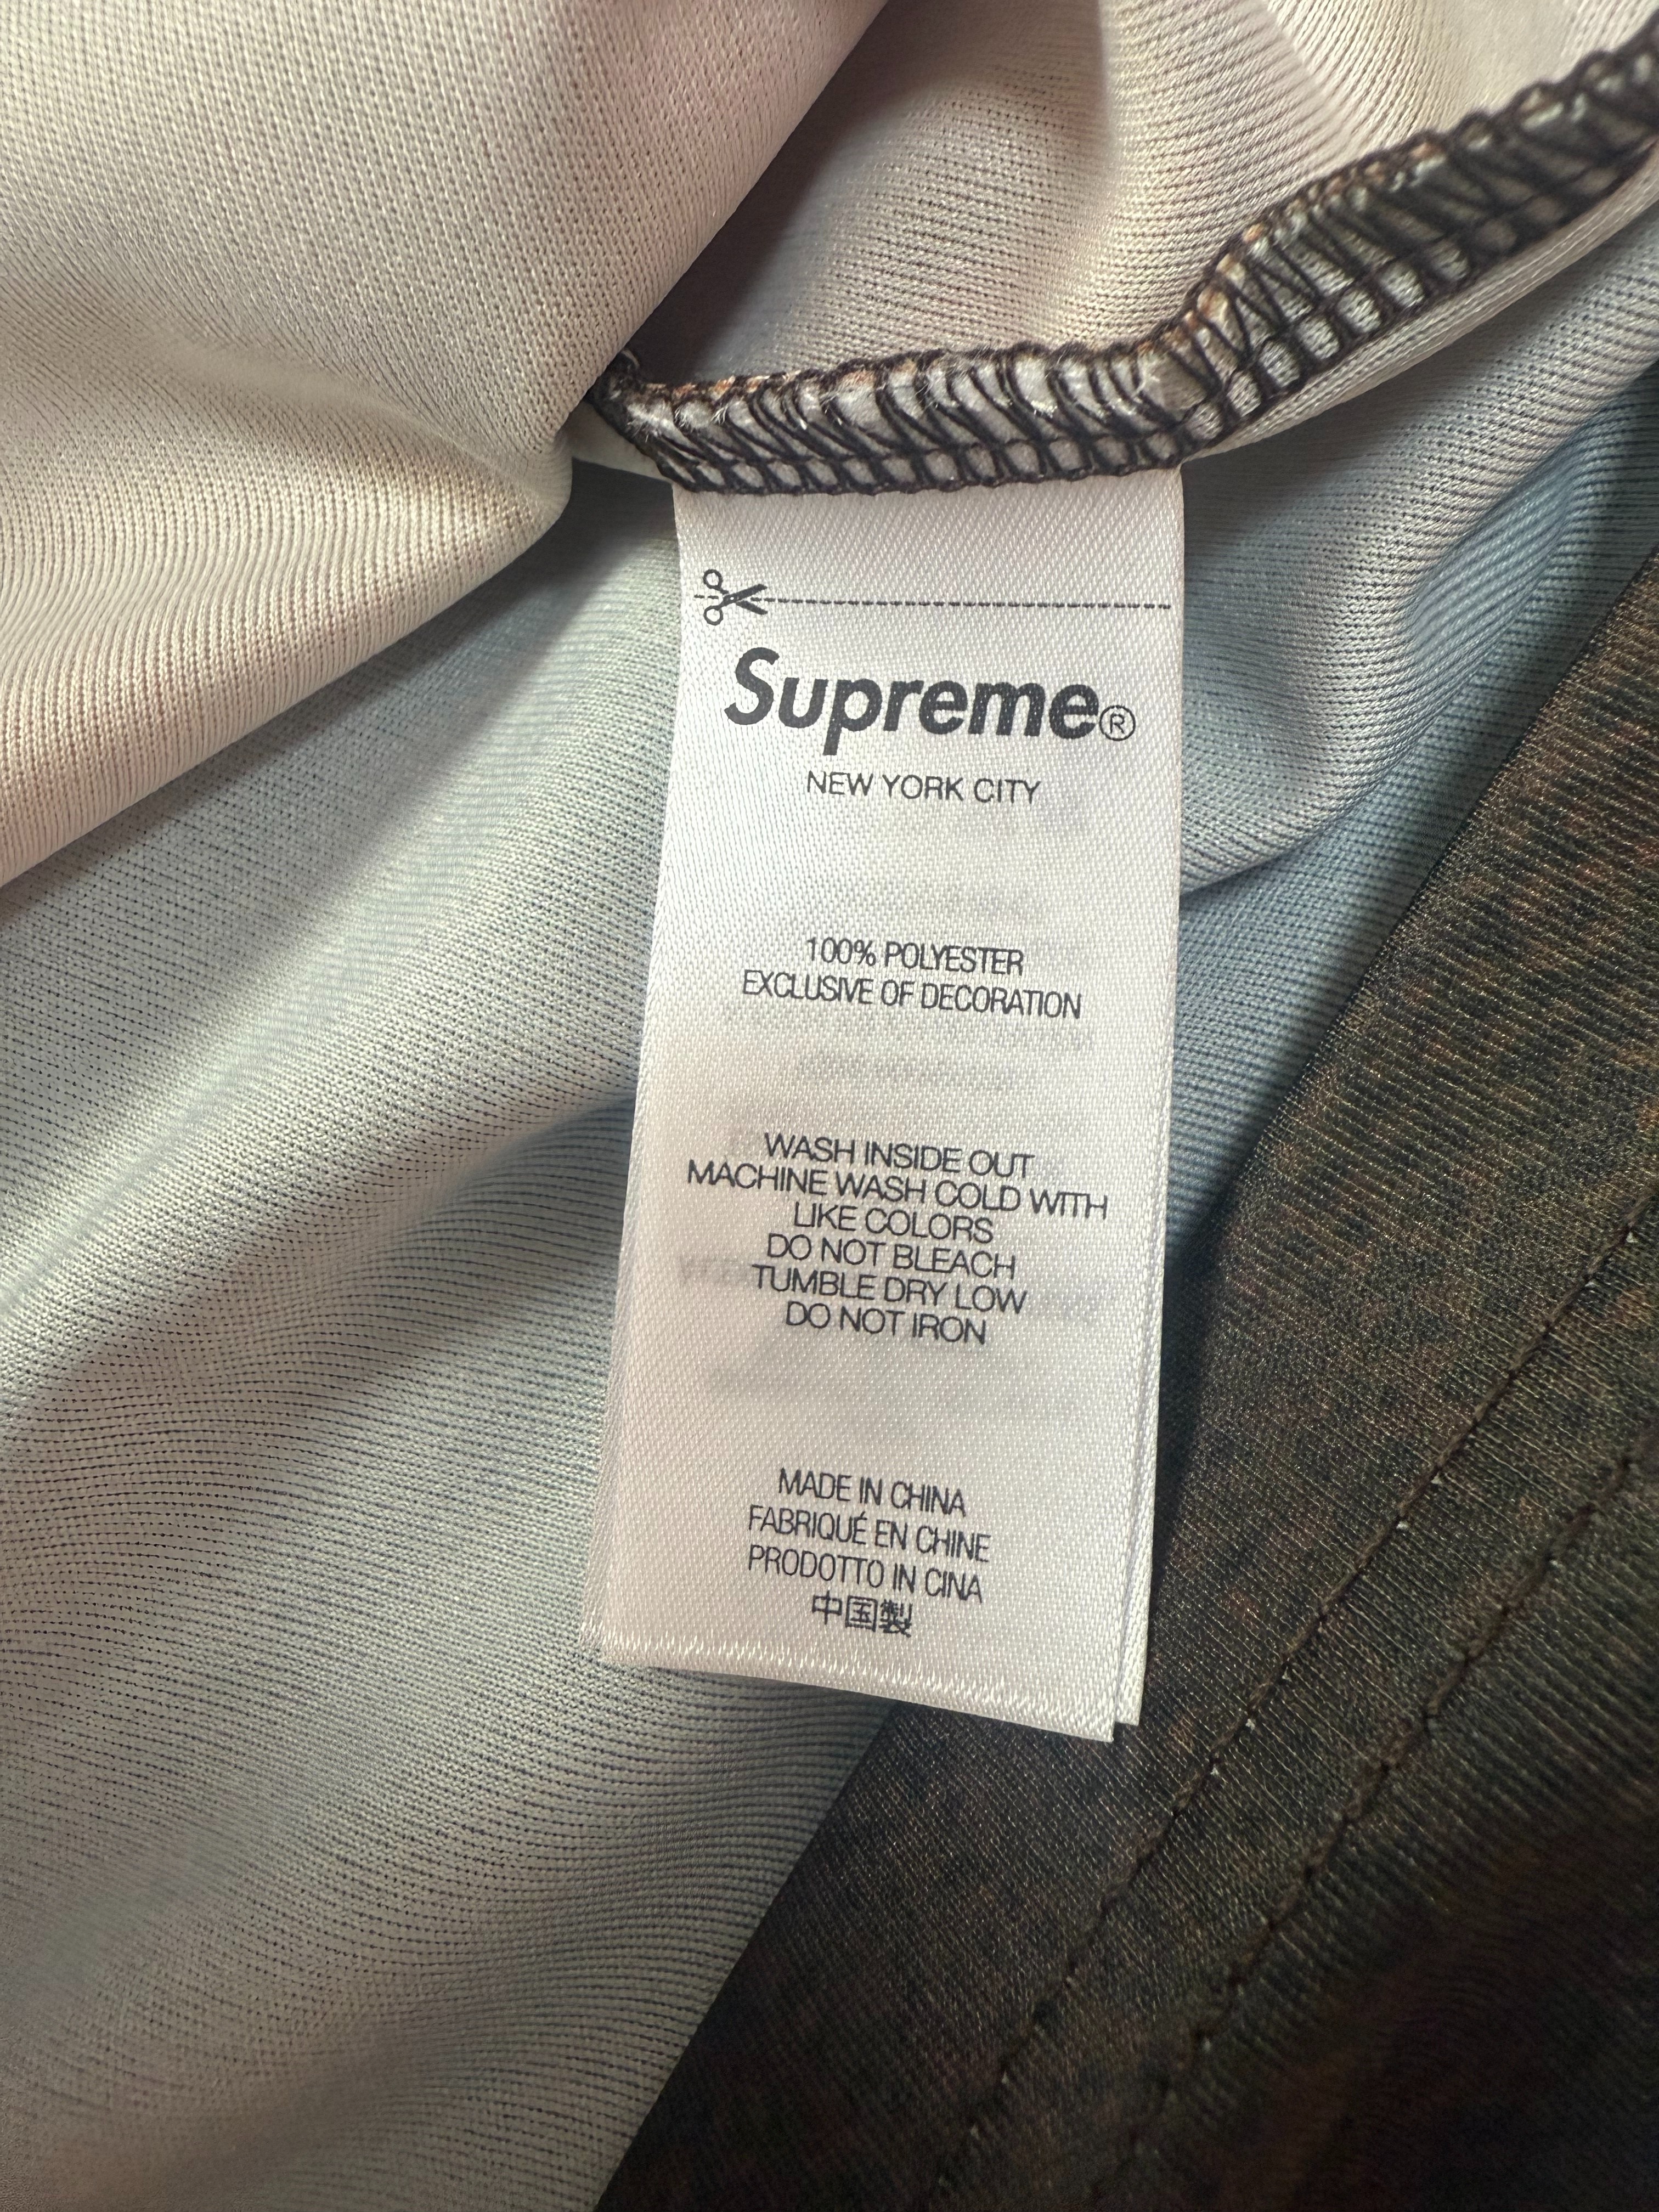 Supreme®
NEW YORK CITY
100% POLYESTER
EXCLUSIVE OF DECORATION
WASH INSIDE OUT
MACHINE WASH COLD WITH
LIKE COLORS
DO NOT BLEACH
TUMBLE DRY LOW
DO NOT IRON
MADE IN CHINA
FABRIQUÉ EN CHINE
PRODOTTO IN CINA
中国製